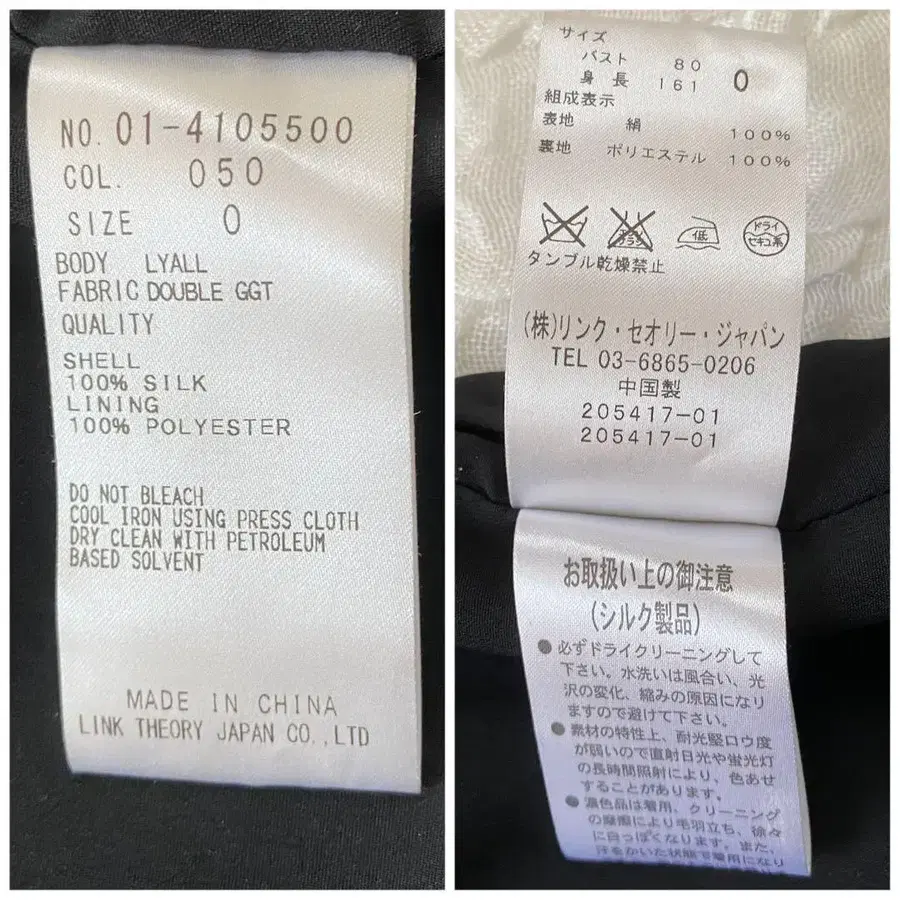 NO. 01-4105500
COL. 050
SIZE 0
BODY LYALL
FABRIC DOUBLE GGT
QUALITY
SHELL
100% SILK
LINING
100% POLYESTER
DO NOT BLEACH
COOL IRON USING PRESS CLOTH
DRY CLEAN WITH PETROLEUM
BASED SOLVENT
MADE IN CHINA
LINK THEORY JAPAN CO.,LTD
サイズ
バスト 80
身長 161 0
組成表示
表地 絹 100%
裏地 ポリエステル 100%
低
ドライ
セキユ系
タンブル乾燥禁止
(株)リンク・セオリー・ジャパン
TEL 03-6865-0206
中国製
205417-01
205417-01
お取扱い上の御注意
(シルク製品)
●必ずドライクリーニングして
下さい。水洗いは風合い、光
沢の変化、縮みの原因になり
ますので避けて下さい。
●素材の特性上、耐光堅ロウ度
が弱いので直射日光や蛍光灯
の長時間照射により、色あせ
することがあります。
●濃色品は着用、クリーニング
の摩擦により毛羽立ち、徐々
に白っぽくなります。また、
汗をかいた状態で着用になり